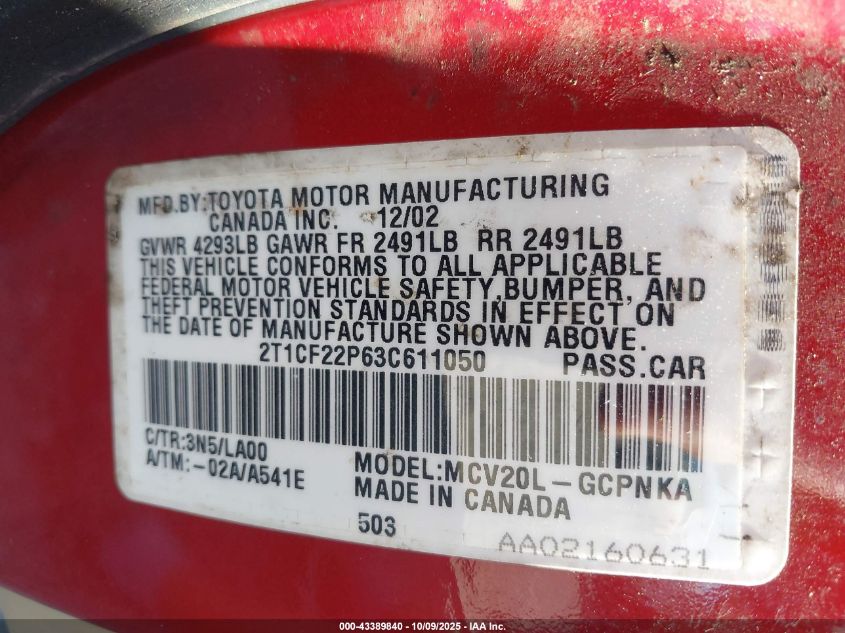 MFD.BY:TOYOTA MOTOR MANUFACTURING
CANADA INC. 12/02
GVWR 4293LB GAWR FR 2491LB RR 2491LB
THIS VEHICLE CONFORMS TO ALL APPLICABLE
FEDERAL MOTOR VEHICLE SAFETY,BUMPER, AND
THEFT PREVENTION STANDARDS IN EFFECT ON
THE DATE OF MANUFACTURE SHOWN ABOVE.
2T1CF22P63C611050 PASS.CAR
C/TR:3N5/LA00
A/TM:-02A/A541E
MODEL:MCV20L-GCPNKA
MADE IN CANADA
503
AA02160631
000-43389840 - 10/09/2025 - IAA Inc.